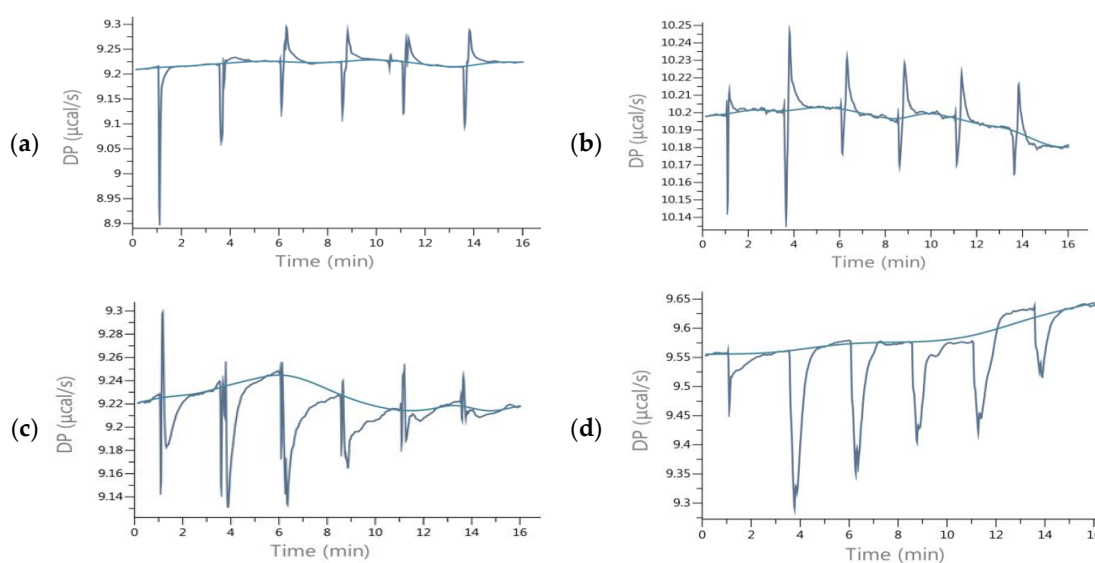 (a)
DP (µcal/s)
9.3
9.25
9.2
9.15
9.1
9.05
9
8.95
8.9
0 2 4 6 8 10 12 14 16
Time (min)
(b)
DP (µcal/s)
10.25
10.24
10.23
10.22
10.21
10.2
10.19
10.18
10.17
10.16
10.15
10.14
0 2 4 6 8 10 12 14 16
Time (min)
(c)
DP (µcal/s)
9.3
9.28
9.26
9.24
9.22
9.2
9.18
9.16
9.14
0 2 4 6 8 10 12 14 16
Time (min)
(d)
DP (µcal/s)
9.65
9.6
9.55
9.5
9.45
9.4
9.35
9.3
0 2 4 6 8 10 12 14 16
Time (min)